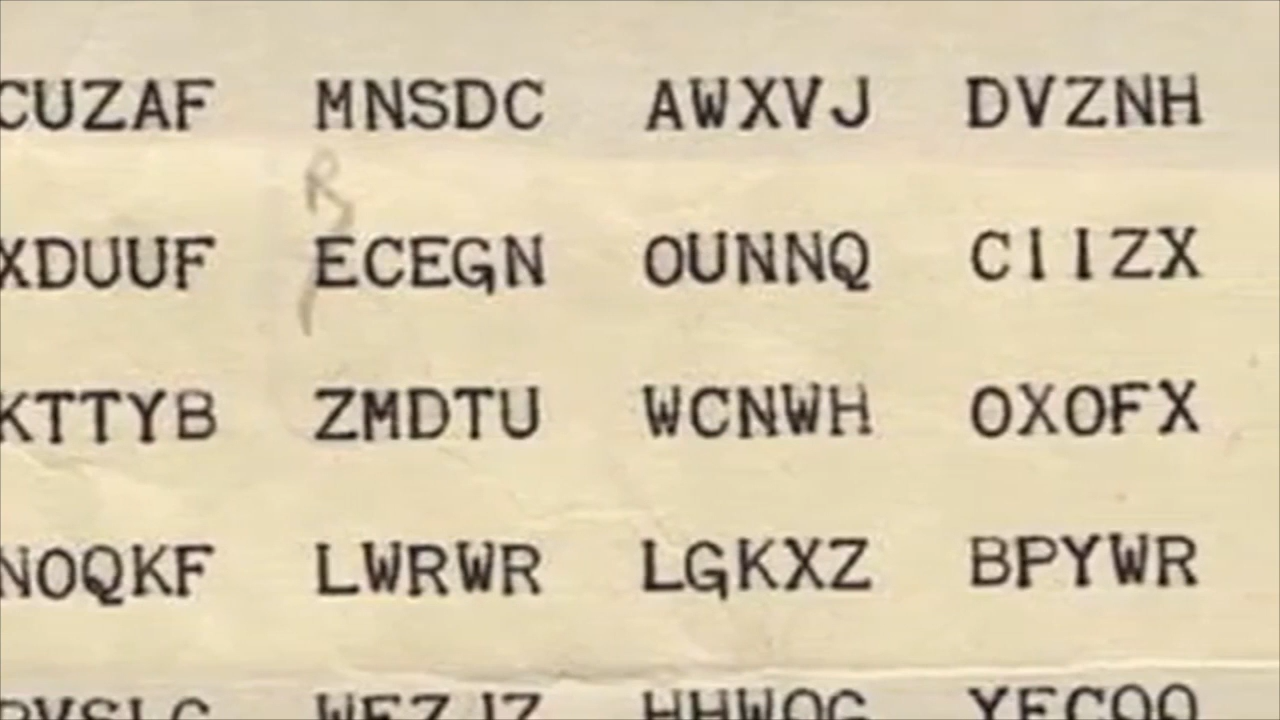 CUZAF MNSDC AWXVJ DVZNH
R
XDUUF ECEGN OUNNQ CIIZX
KTTYB ZMDTU WCNWH OXOFX
NOQKF LWRWR LGKXZ BPYWR